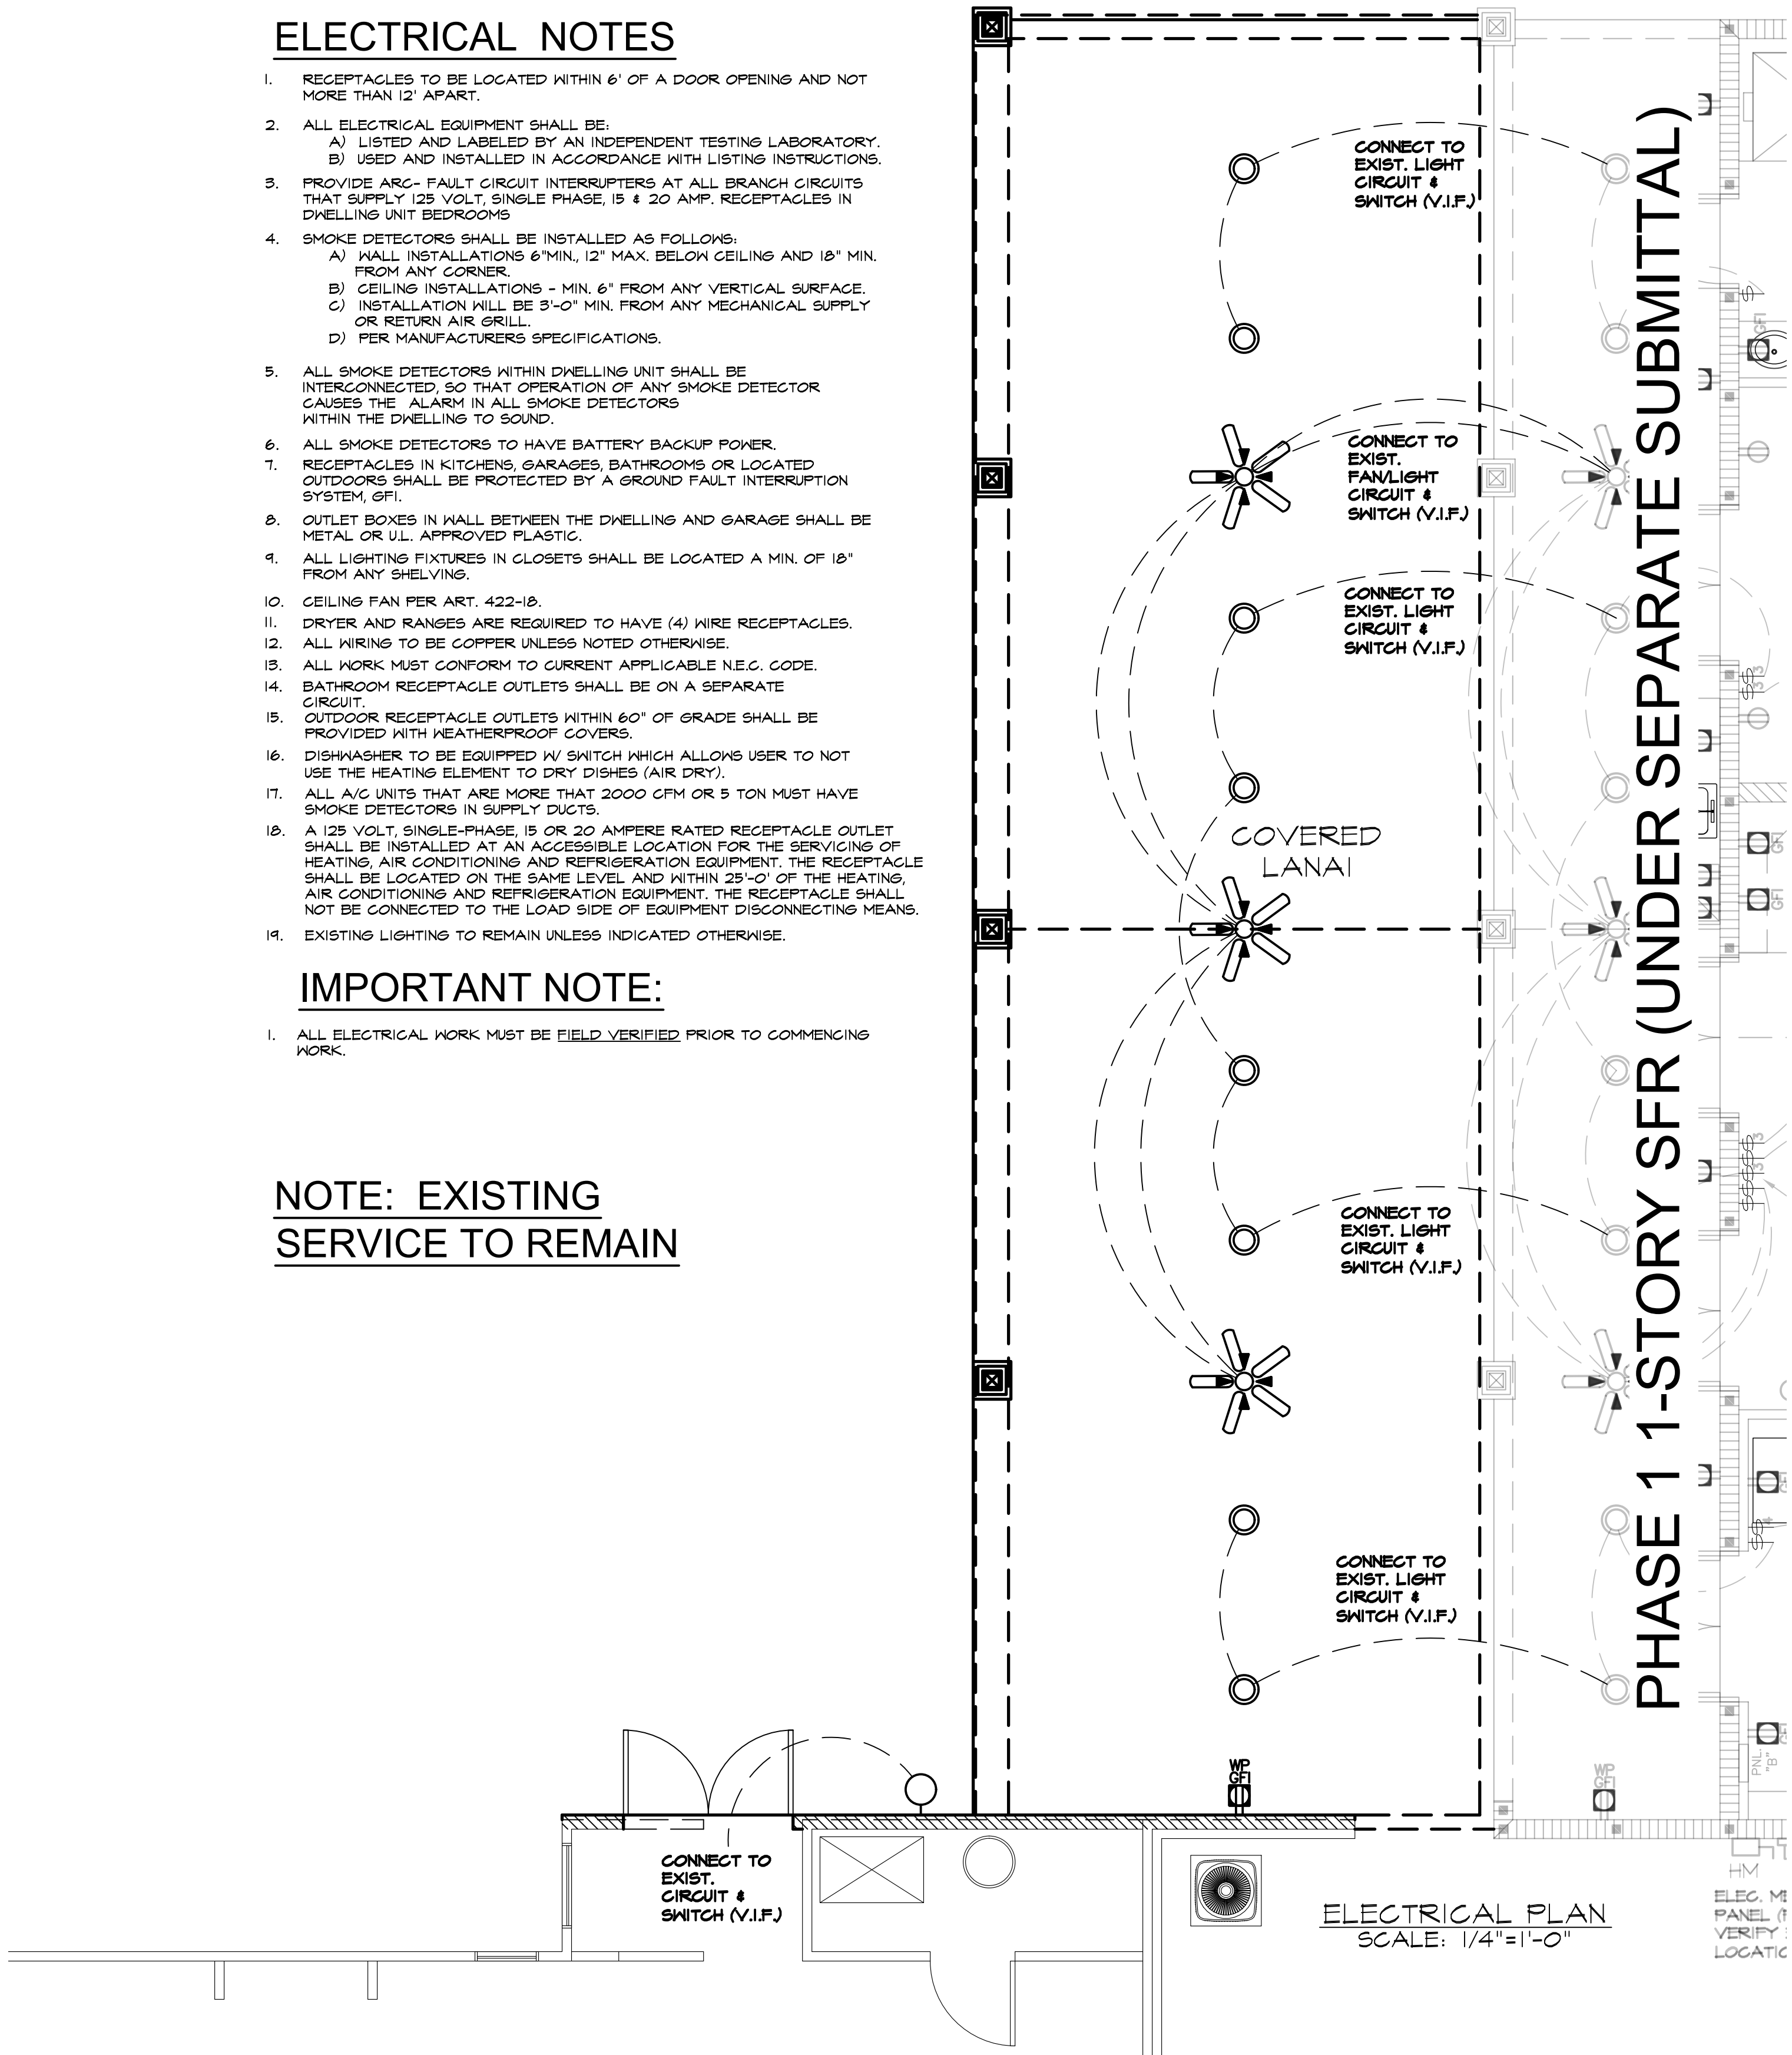 ELECTRICAL NOTES
1. RECEPTACLES TO BE LOCATED WITHIN 6' OF A DOOR OPENING AND NOT
MORE THAN 12' APART.
2. ALL ELECTRICAL EQUIPMENT SHALL BE:
A) LISTED AND LABELED BY AN INDEPENDENT TESTING LABORATORY.
B) USED AND INSTALLED IN ACCORDANCE WITH LISTING INSTRUCTIONS.
3. PROVIDE ARC- FAULT CIRCUIT INTERRUPTERS AT ALL BRANCH CIRCUITS
THAT SUPPLY 125 VOLT, SINGLE PHASE, 15 & 20 AMP. RECEPTACLES IN
DWELLING UNIT BEDROOMS
4. SMOKE DETECTORS SHALL BE INSTALLED AS FOLLOWS:
A) WALL INSTALLATIONS 6"MIN., 12" MAX. BELOW CEILING AND 18" MIN.
FROM ANY CORNER.
B) CEILING INSTALLATIONS - MIN. 6" FROM ANY VERTICAL SURFACE.
C) INSTALLATION WILL BE 3'-0" MIN. FROM ANY MECHANICAL SUPPLY
OR RETURN AIR GRILL.
D) PER MANUFACTURERS SPECIFICATIONS.
5. ALL SMOKE DETECTORS WITHIN DWELLING UNIT SHALL BE
INTERCONNECTED, SO THAT OPERATION OF ANY SMOKE DETECTOR
CAUSES THE ALARM IN ALL SMOKE DETECTORS
WITHIN THE DWELLING TO SOUND.
6. ALL SMOKE DETECTORS TO HAVE BATTERY BACKUP POWER.
7. RECEPTACLES IN KITCHENS, GARAGES, BATHROOMS OR LOCATED
OUTDOORS SHALL BE PROTECTED BY A GROUND FAULT INTERRUPTION
SYSTEM, GFI.
8. OUTLET BOXES IN WALL BETWEEN THE DWELLING AND GARAGE SHALL BE
METAL OR U.L. APPROVED PLASTIC.
9. ALL LIGHTING FIXTURES IN CLOSETS SHALL BE LOCATED A MIN. OF 18"
FROM ANY SHELVING.
10. CEILING FAN PER ART. 422-18.
11. DRYER AND RANGES ARE REQUIRED TO HAVE (4) WIRE RECEPTACLES.
12. ALL WIRING TO BE COPPER UNLESS NOTED OTHERWISE.
13. ALL WORK MUST CONFORM TO CURRENT APPLICABLE N.E.C. CODE.
14. BATHROOM RECEPTACLE OUTLETS SHALL BE ON A SEPARATE
CIRCUIT.
15. OUTDOOR RECEPTACLE OUTLETS WITHIN 60" OF GRADE SHALL BE
PROVIDED WITH WEATHERPROOF COVERS.
16. DISHWASHER TO BE EQUIPPED W/ SWITCH WHICH ALLOWS USER TO NOT
USE THE HEATING ELEMENT TO DRY DISHES (AIR DRY).
17. ALL A/C UNITS THAT ARE MORE THAT 2000 CFM OR 5 TON MUST HAVE
SMOKE DETECTORS IN SUPPLY DUCTS.
18. A 125 VOLT, SINGLE-PHASE, 15 OR 20 AMPERE RATED RECEPTACLE OUTLET
SHALL BE INSTALLED AT AN ACCESSIBLE LOCATION FOR THE SERVICING OF
HEATING, AIR CONDITIONING AND REFRIGERATION EQUIPMENT. THE RECEPTACLE
SHALL BE LOCATED ON THE SAME LEVEL AND WITHIN 25'-0' OF THE HEATING,
AIR CONDITIONING AND REFRIGERATION EQUIPMENT. THE RECEPTACLE SHALL
NOT BE CONNECTED TO THE LOAD SIDE OF EQUIPMENT DISCONNECTING MEANS.
19. EXISTING LIGHTING TO REMAIN UNLESS INDICATED OTHERWISE.
IMPORTANT NOTE:
1. ALL ELECTRICAL WORK MUST BE FIELD VERIFIED PRIOR TO COMMENCING
WORK.
NOTE: EXISTING
SERVICE TO REMAIN
CONNECT TO
EXIST. LIGHT
CIRCUIT &
SWITCH (V.I.F.)
CONNECT TO
EXIST.
FAN/LIGHT
CIRCUIT &
SWITCH (V.I.F.)
CONNECT TO
EXIST. LIGHT
CIRCUIT &
SWITCH (V.I.F.)
COVERED
LANAI
CONNECT TO
EXIST. LIGHT
CIRCUIT &
SWITCH (V.I.F.)
CONNECT TO
EXIST. LIGHT
CIRCUIT &
SWITCH (V.I.F.)
WP
GFI
CONNECT TO
EXIST.
CIRCUIT &
SWITCH (V.I.F.)
ELECTRICAL PLAN
SCALE: 1/4"=1'-0"
PHASE 1 1-STORY SFR (UNDER SEPARATE SUBMITTAL)
GFI
3
3
GFI
GFI
3
3
4
WP
GFI
PNL.
"B"
HM
ELEC.
PANEL
VERIFY